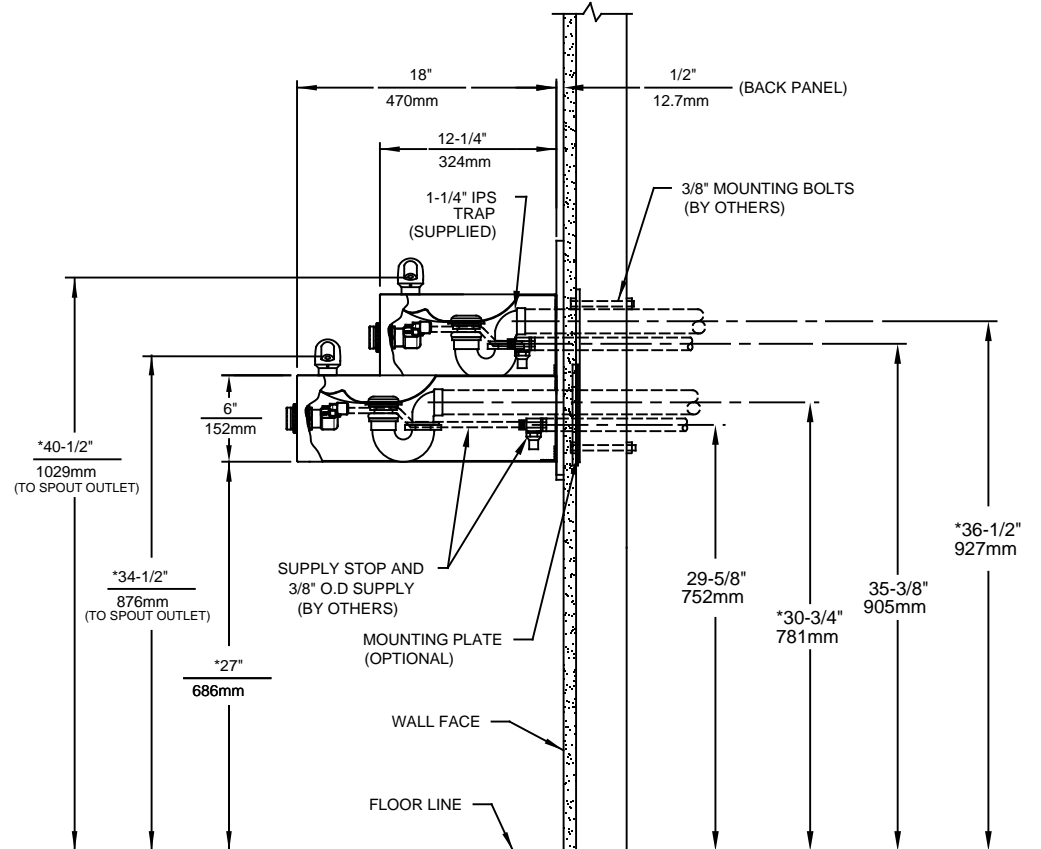 18"
470mm
1/2"
12.7mm
(BACK PANEL)
12-1/4"
324mm
1-1/4" IPS
TRAP
(SUPPLIED)
3/8" MOUNTING BOLTS
(BY OTHERS)
6"
152mm
*40-1/2"
1029mm
(TO SPOUT OUTLET)
*34-1/2"
876mm
(TO SPOUT OUTLET)
*27"
686mm
SUPPLY STOP AND
3/8" O.D SUPPLY
(BY OTHERS)
MOUNTING PLATE
(OPTIONAL)
WALL FACE
FLOOR LINE
29-5/8"
752mm
*30-3/4"
781mm
35-3/8"
905mm
*36-1/2"
927mm